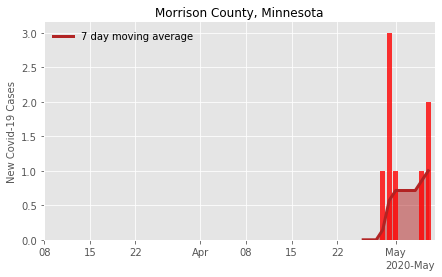 Morrison County, Minnesota
7 day moving average
New Covid-19 Cases
3.0
2.5
2.0
1.5
1.0
0.5
0.0
08 15 22 Apr 08 15 22 May
2020-May